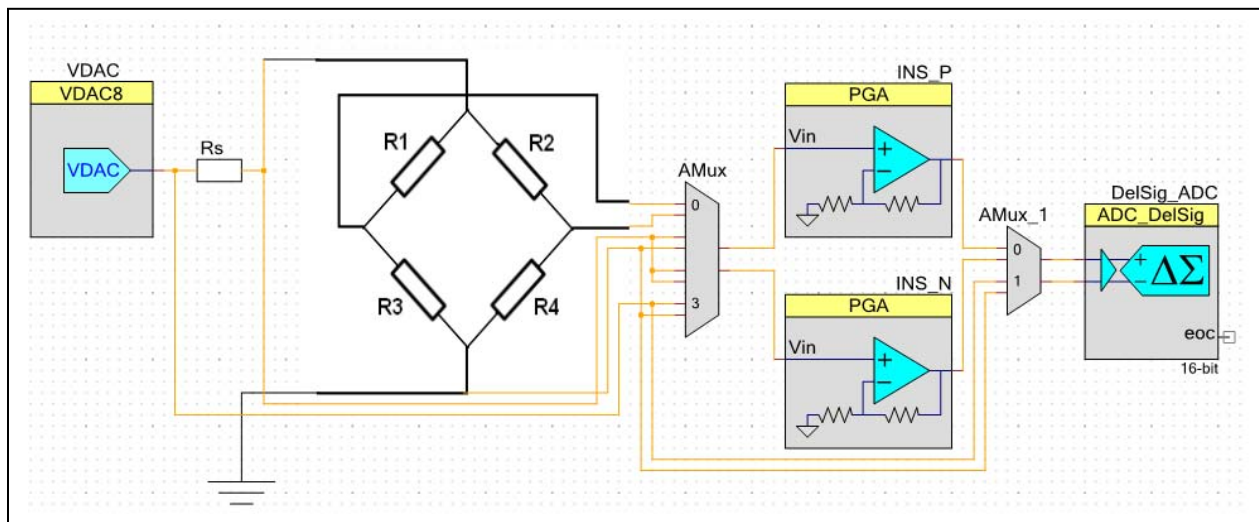 VDAC
VDAC8
VDAC
Rs
R1
R2
R3
R4
AMux
0
3
INS_P
PGA
Vin
+
−
INS_N
PGA
Vin
+
−
AMux_1
0
1
DelSig_ADC
ADC_DelSig
+
−
ΔΣ
eoc
16-bit